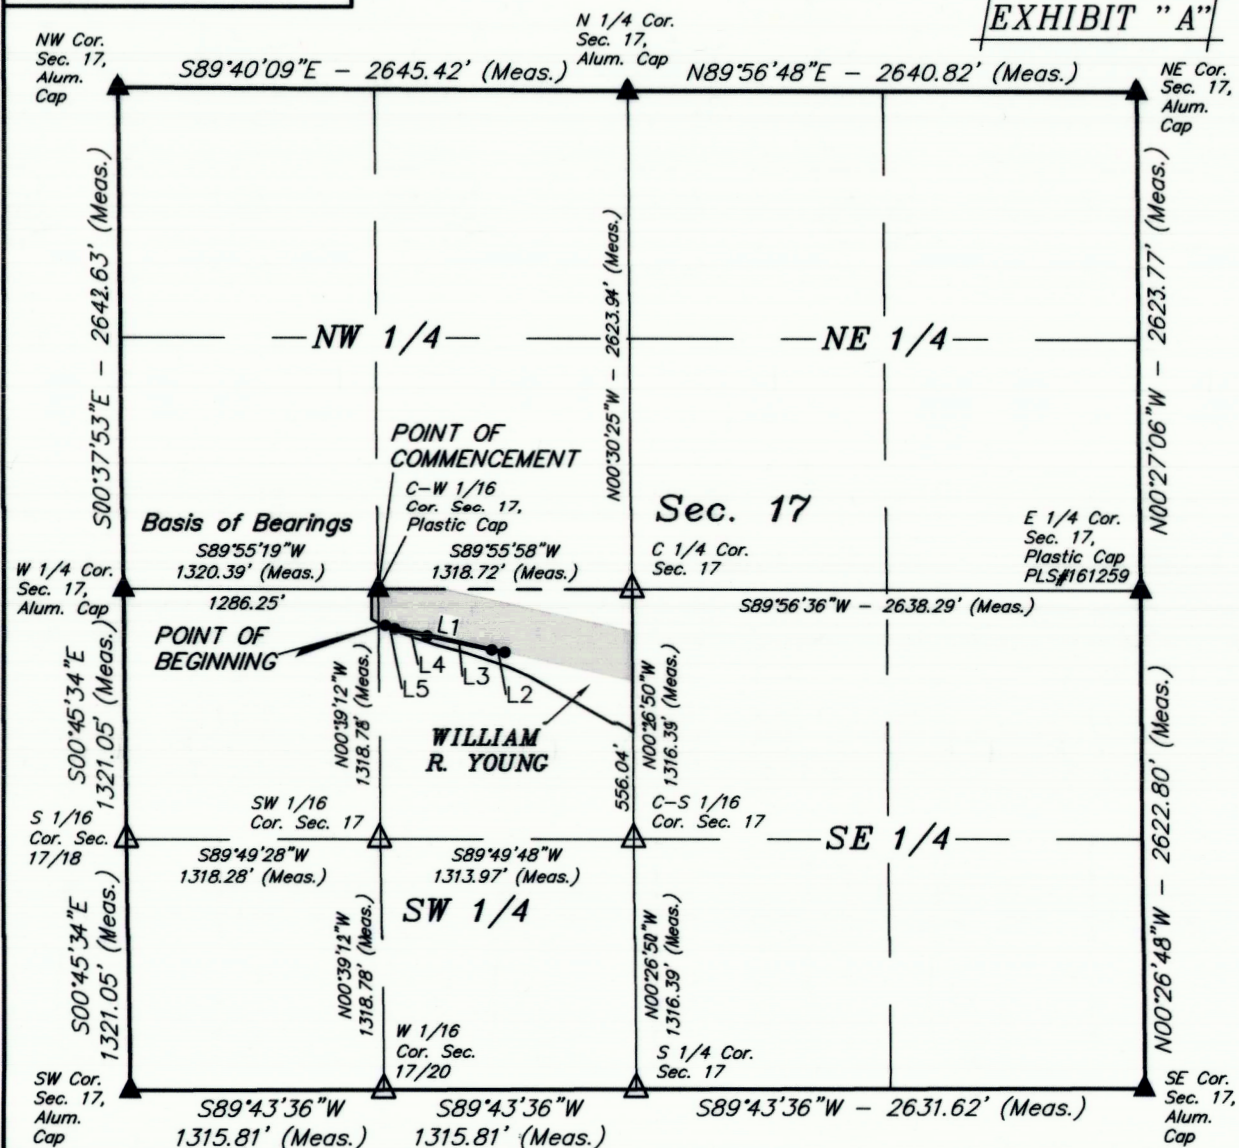 EXHIBIT "A"
NW Cor.
Sec. 17,
Alum.
Cap
S89°40'09"E - 2645.42' (Meas.)
N 1/4 Cor.
Sec. 17,
Alum. Cap
N89°56'48"E - 2640.82' (Meas.)
NE Cor.
Sec. 17,
Alum.
Cap
S00°37'53"E - 2642.63' (Meas.)
N00°30'25"W - 2623.94' (Meas.)
N00°27'06"W - 2623.77' (Meas.)
NW 1/4
NE 1/4
POINT OF
COMMENCEMENT
C-W 1/16
Cor. Sec. 17,
Plastic Cap
Sec. 17
Basis of Bearings
S89°55'19"W
1320.39' (Meas.)
S89°55'58"W
1318.72' (Meas.)
C 1/4 Cor.
Sec. 17
E 1/4 Cor.
Sec. 17,
Plastic Cap
PLS#161259
W 1/4 Cor.
Sec. 17,
Alum. Cap
1286.25'
S89°56'36"W - 2638.29' (Meas.)
POINT OF
BEGINNING
L1
L4
L3
L5
L2
WILLIAM
R. YOUNG
S00°45'34"E
1321.05' (Meas.)
N00°39'12"W
1318.78' (Meas.)
556.04'
N00°26'50"W
1316.39' (Meas.)
N00°26'48"W - 2622.80' (Meas.)
S 1/16
Cor. Sec.
17/18
SW 1/16
Cor. Sec. 17
C-S 1/16
Cor. Sec. 17
SE 1/4
S89°49'28"W
1318.28' (Meas.)
S89°49'48"W
1313.97' (Meas.)
SW 1/4
S00°45'34"E
1321.05' (Meas.)
N00°39'12"W
1318.78' (Meas.)
N00°26'50"W
1316.39' (Meas.)
W 1/16
Cor. Sec.
17/20
S 1/4 Cor.
Sec. 17
SW Cor.
Sec. 17,
Alum.
Cap
S89°43'36"W
1315.81' (Meas.)
S89°43'36"W
1315.81' (Meas.)
S89°43'36"W - 2631.62' (Meas.)
SE Cor.
Sec. 17,
Alum.
Cap